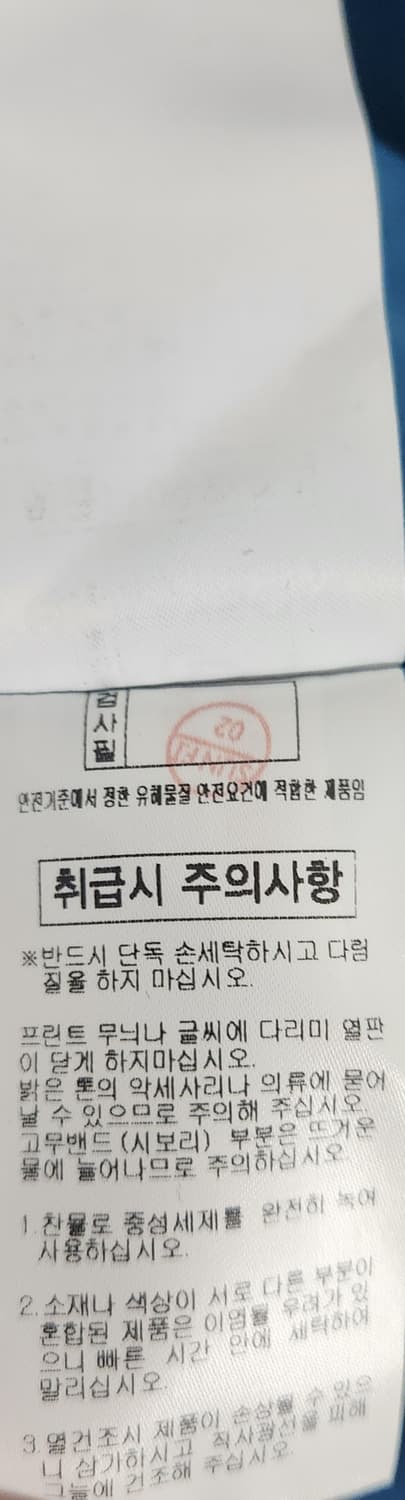 검사필
02
SUNFIT
안전기준에서 정한 유해물질 안전요건에 적합한 제품임
취급시 주의사항
※반드시 단독 손세탁하시고 다림
질을 하지 마십시오.
프린트 무늬나 글씨에 다리미 열판
이 닿게 하지마십시오.
밝은 톤의 악세사리나 의류에 묻어
날 수 있으므로 주의해 주십시오.
고무밴드(시보리) 부분은 뜨거운
물에 늘어나므로 주의하십시오
1.찬물로 중성세제를 완전히 녹여
사용하십시오.
2.소재나 색상이 서로 다른 부분이
혼합된 제품은 이염될 우려가 있
으니 빠른 시간 안에 세탁하여
말리십시오.
3.열건조시 제품이 손상될 수 있으
니 삼가하시고 직사광선을 피해
그늘에 건조해 주십시오